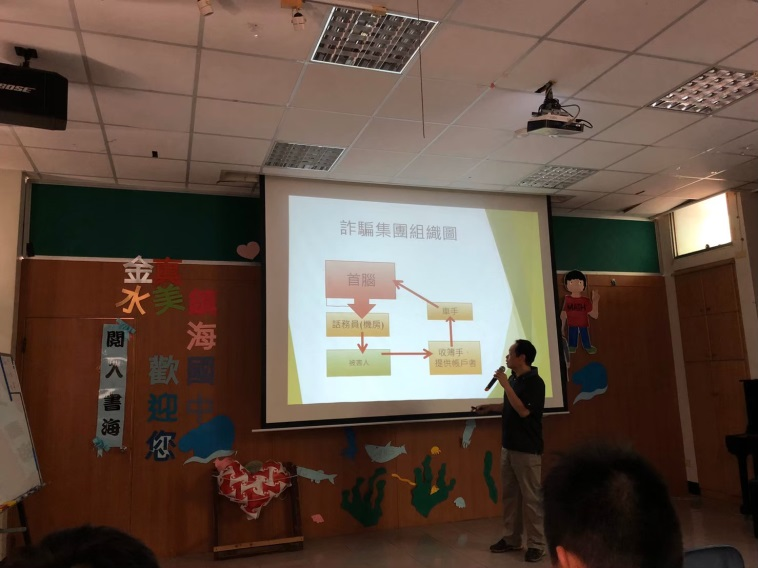 BOSE
詐騙集團組織圖
首腦
話務員(機房)
被害人
收簿手
提供帳戶者
車手
金
水
美
海國中
歡迎您
閱入書海